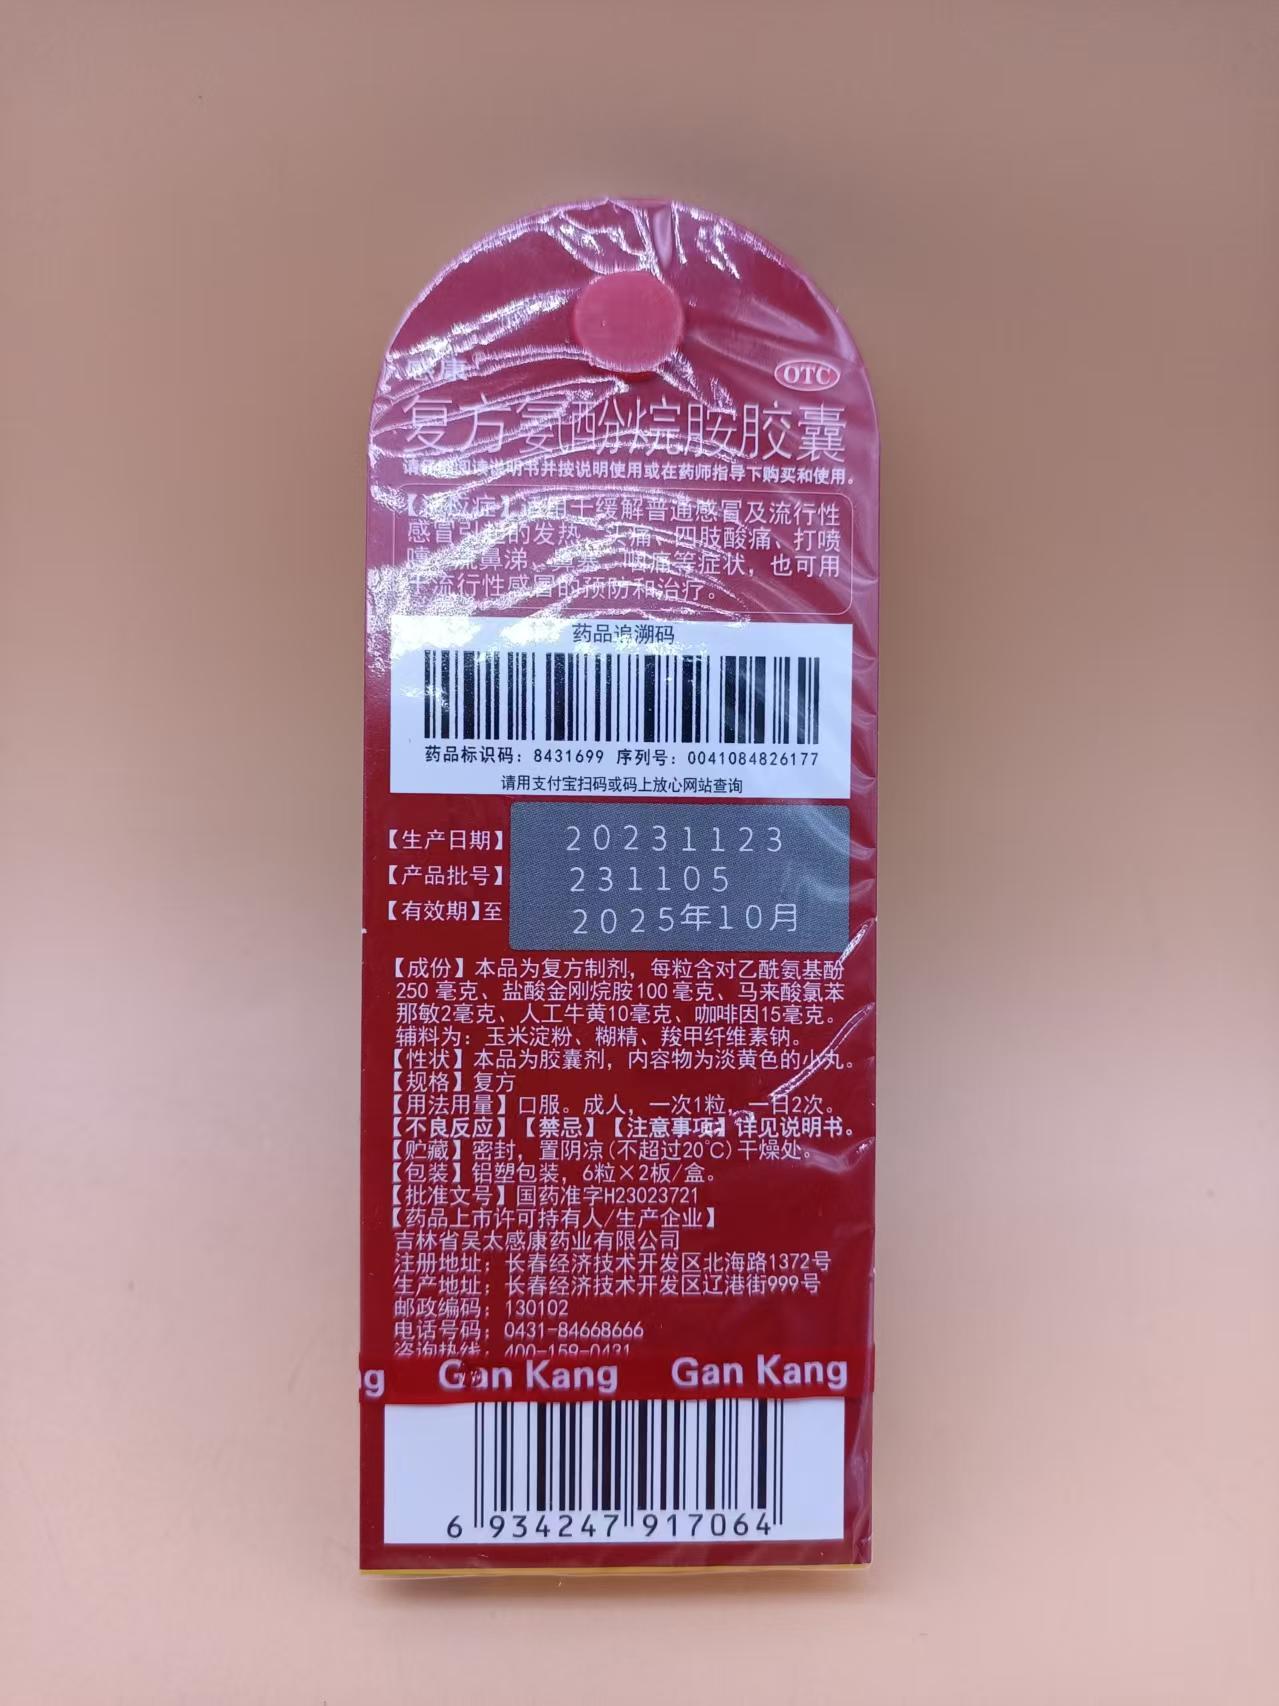 感康®
OTC
复方氨酚烷胺胶囊
请仔细阅读说明书并按说明使用或在药师指导下购买和使用。
【适应症】适用于缓解普通感冒及流行性
感冒引起的发热、头痛、四肢酸痛、打喷
嚏、流鼻涕、鼻塞、咽痛等症状，也可用
于流行性感冒的预防和治疗。
药品追溯码
药品标识码：8431699 序列号：0041084826177
请用支付宝扫码或码上放心网站查询
【生产日期】 20231123
【产品批号】 231105
【有效期】至 2025年10月
【成份】本品为复方制剂，每粒含对乙酰氨基酚
250 毫克、盐酸金刚烷胺100毫克、马来酸氯苯
那敏2毫克、人工牛黄10毫克、咖啡因15毫克。
辅料为：玉米淀粉、糊精、羧甲纤维素钠。
【性状】本品为胶囊剂，内容物为淡黄色的小丸。
【规格】复方
【用法用量】口服。成人，一次1粒，一日2次。
【不良反应】【禁忌】【注意事项】详见说明书。
【贮藏】密封，置阴凉(不超过20℃)干燥处。
【包装】铝塑包装，6粒×2板/盒。
【批准文号】国药准字H23023721
【药品上市许可持有人/生产企业】
吉林省吴太感康药业有限公司
注册地址：长春经济技术开发区北海路1372号
生产地址：长春经济技术开发区辽港街999号
邮政编码：130102
电话号码：0431-84668666
咨询热线：400-159-0431
ng Gan Kang Gan Kang
6 934247 917064